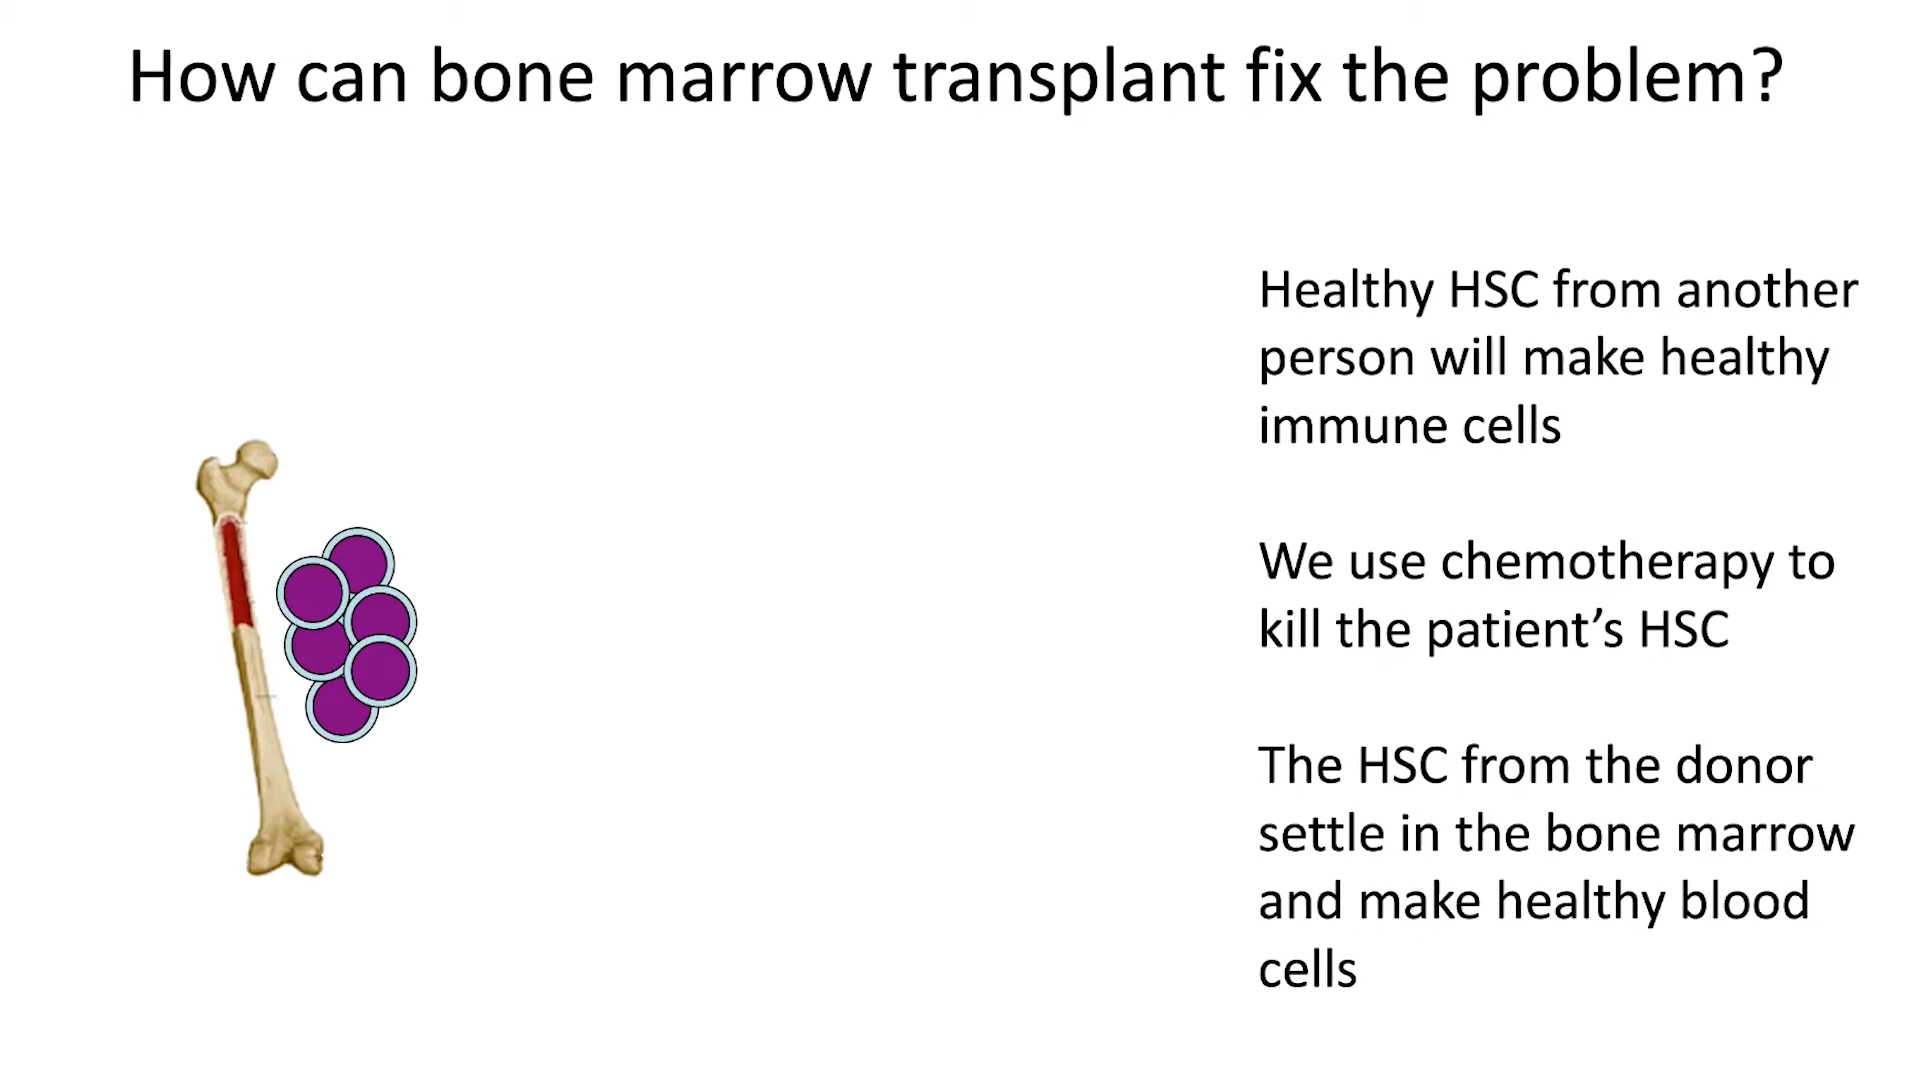 How can bone marrow transplant fix the problem?
Healthy HSC from another
person will make healthy
immune cells
We use chemotherapy to
kill the patient’s HSC
The HSC from the donor
settle in the bone marrow
and make healthy blood
cells